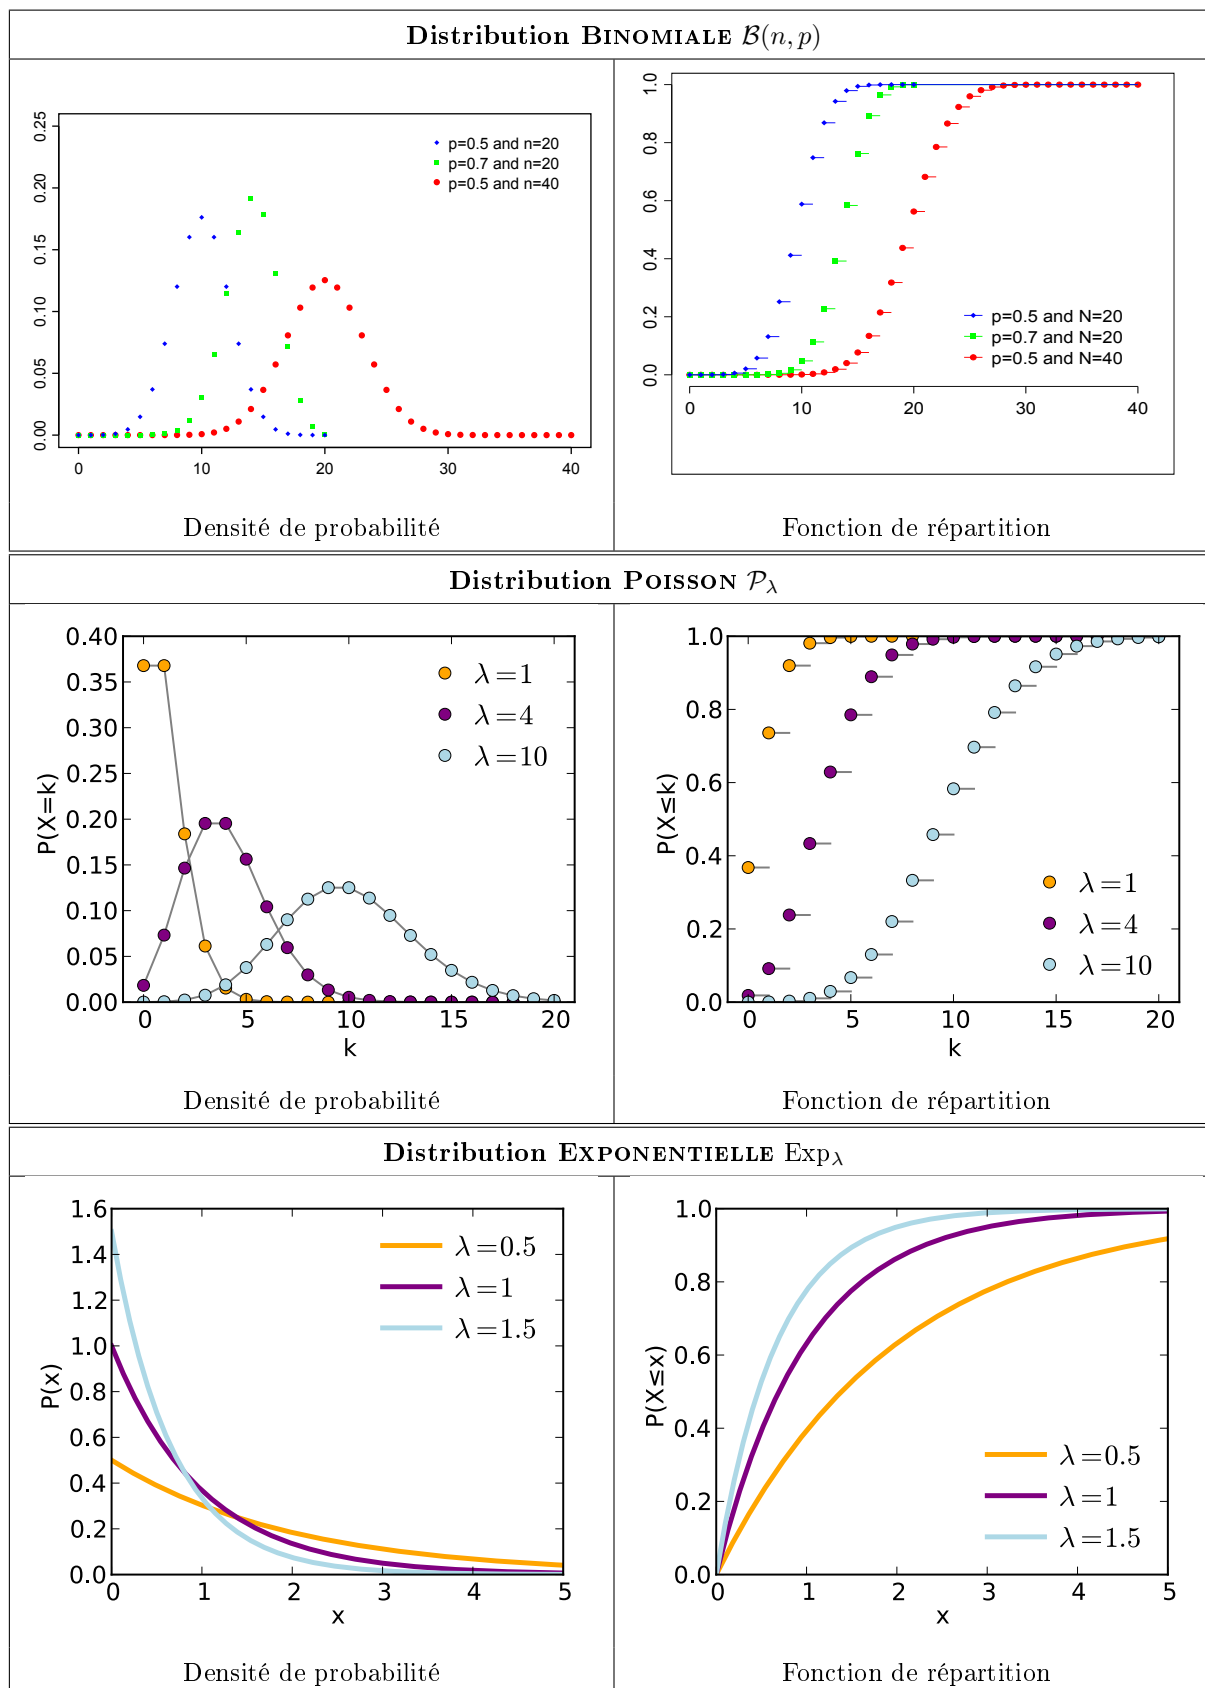 Distribution BINOMIALE B(n, p)
0.25
0.20
0.15
0.10
0.05
0.00
p=0.5 and n=20
p=0.7 and n=20
p=0.5 and n=40
0 10 20 30 40
Densité de probabilité
1.0
0.8
0.6
0.4
0.2
0.0
p=0.5 and N=20
p=0.7 and N=20
p=0.5 and N=40
0 10 20 30 40
Fonction de répartition
Distribution POISSON P_λ
0.40
0.35
0.30
0.25
0.20
0.15
0.10
0.05
0.00
P(X=k)
λ=1
λ=4
λ=10
0 5 10 15 20
k
Densité de probabilité
1.0
0.8
0.6
0.4
0.2
0.0
P(X≤k)
λ=1
λ=4
λ=10
0 5 10 15 20
k
Fonction de répartition
Distribution EXPONENTIELLE Exp_λ
1.6
1.4
1.2
1.0
0.8
0.6
0.4
0.2
0.0
P(x)
λ=0.5
λ=1
λ=1.5
0 1 2 3 4 5
x
Densité de probabilité
1.0
0.8
0.6
0.4
0.2
0.0
P(X≤x)
λ=0.5
λ=1
λ=1.5
0 1 2 3 4 5
x
Fonction de répartition